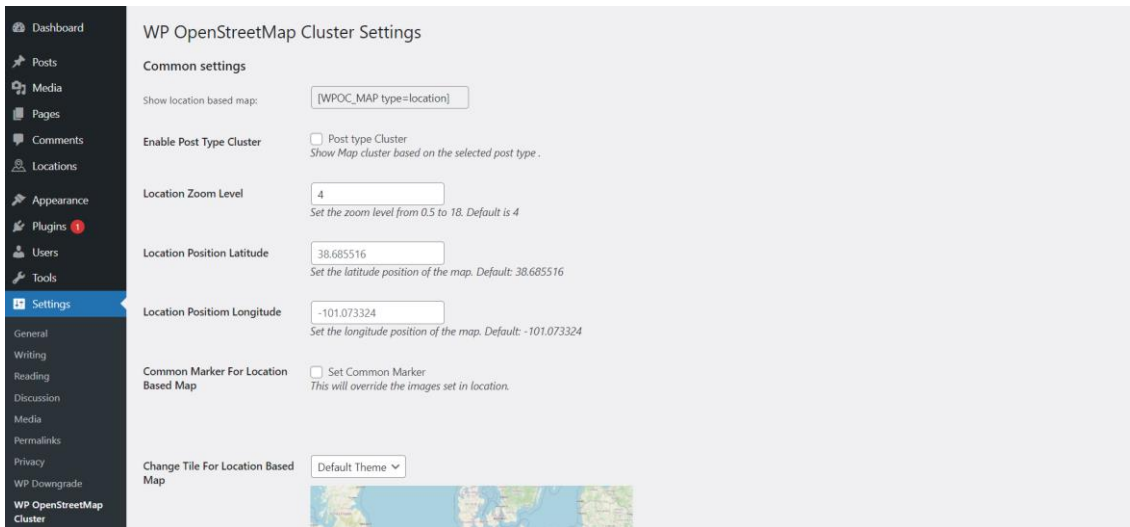 Dashboard
Posts
Media
Pages
Comments
Locations
Appearance
Plugins 1
Users
Tools
Settings
General
Writing
Reading
Discussion
Media
Permalinks
Privacy
WP Downgrade
WP OpenStreetMap
Cluster
WP OpenStreetMap Cluster Settings
Common settings
Show location based map:
[WPOC_MAP type=location]
Enable Post Type Cluster
Post type Cluster
Show Map cluster based on the selected post type .
Location Zoom Level
4
Set the zoom level from 0.5 to 18. Default is 4
Location Position Latitude
38.685516
Set the latitude position of the map. Default: 38.685516
Location Positiom Longitude
-101.073324
Set the longitude position of the map. Default: -101.073324
Common Marker For Location
Based Map
Set Common Marker
This will override the images set in location.
Change Tile For Location Based
Map
Default Theme